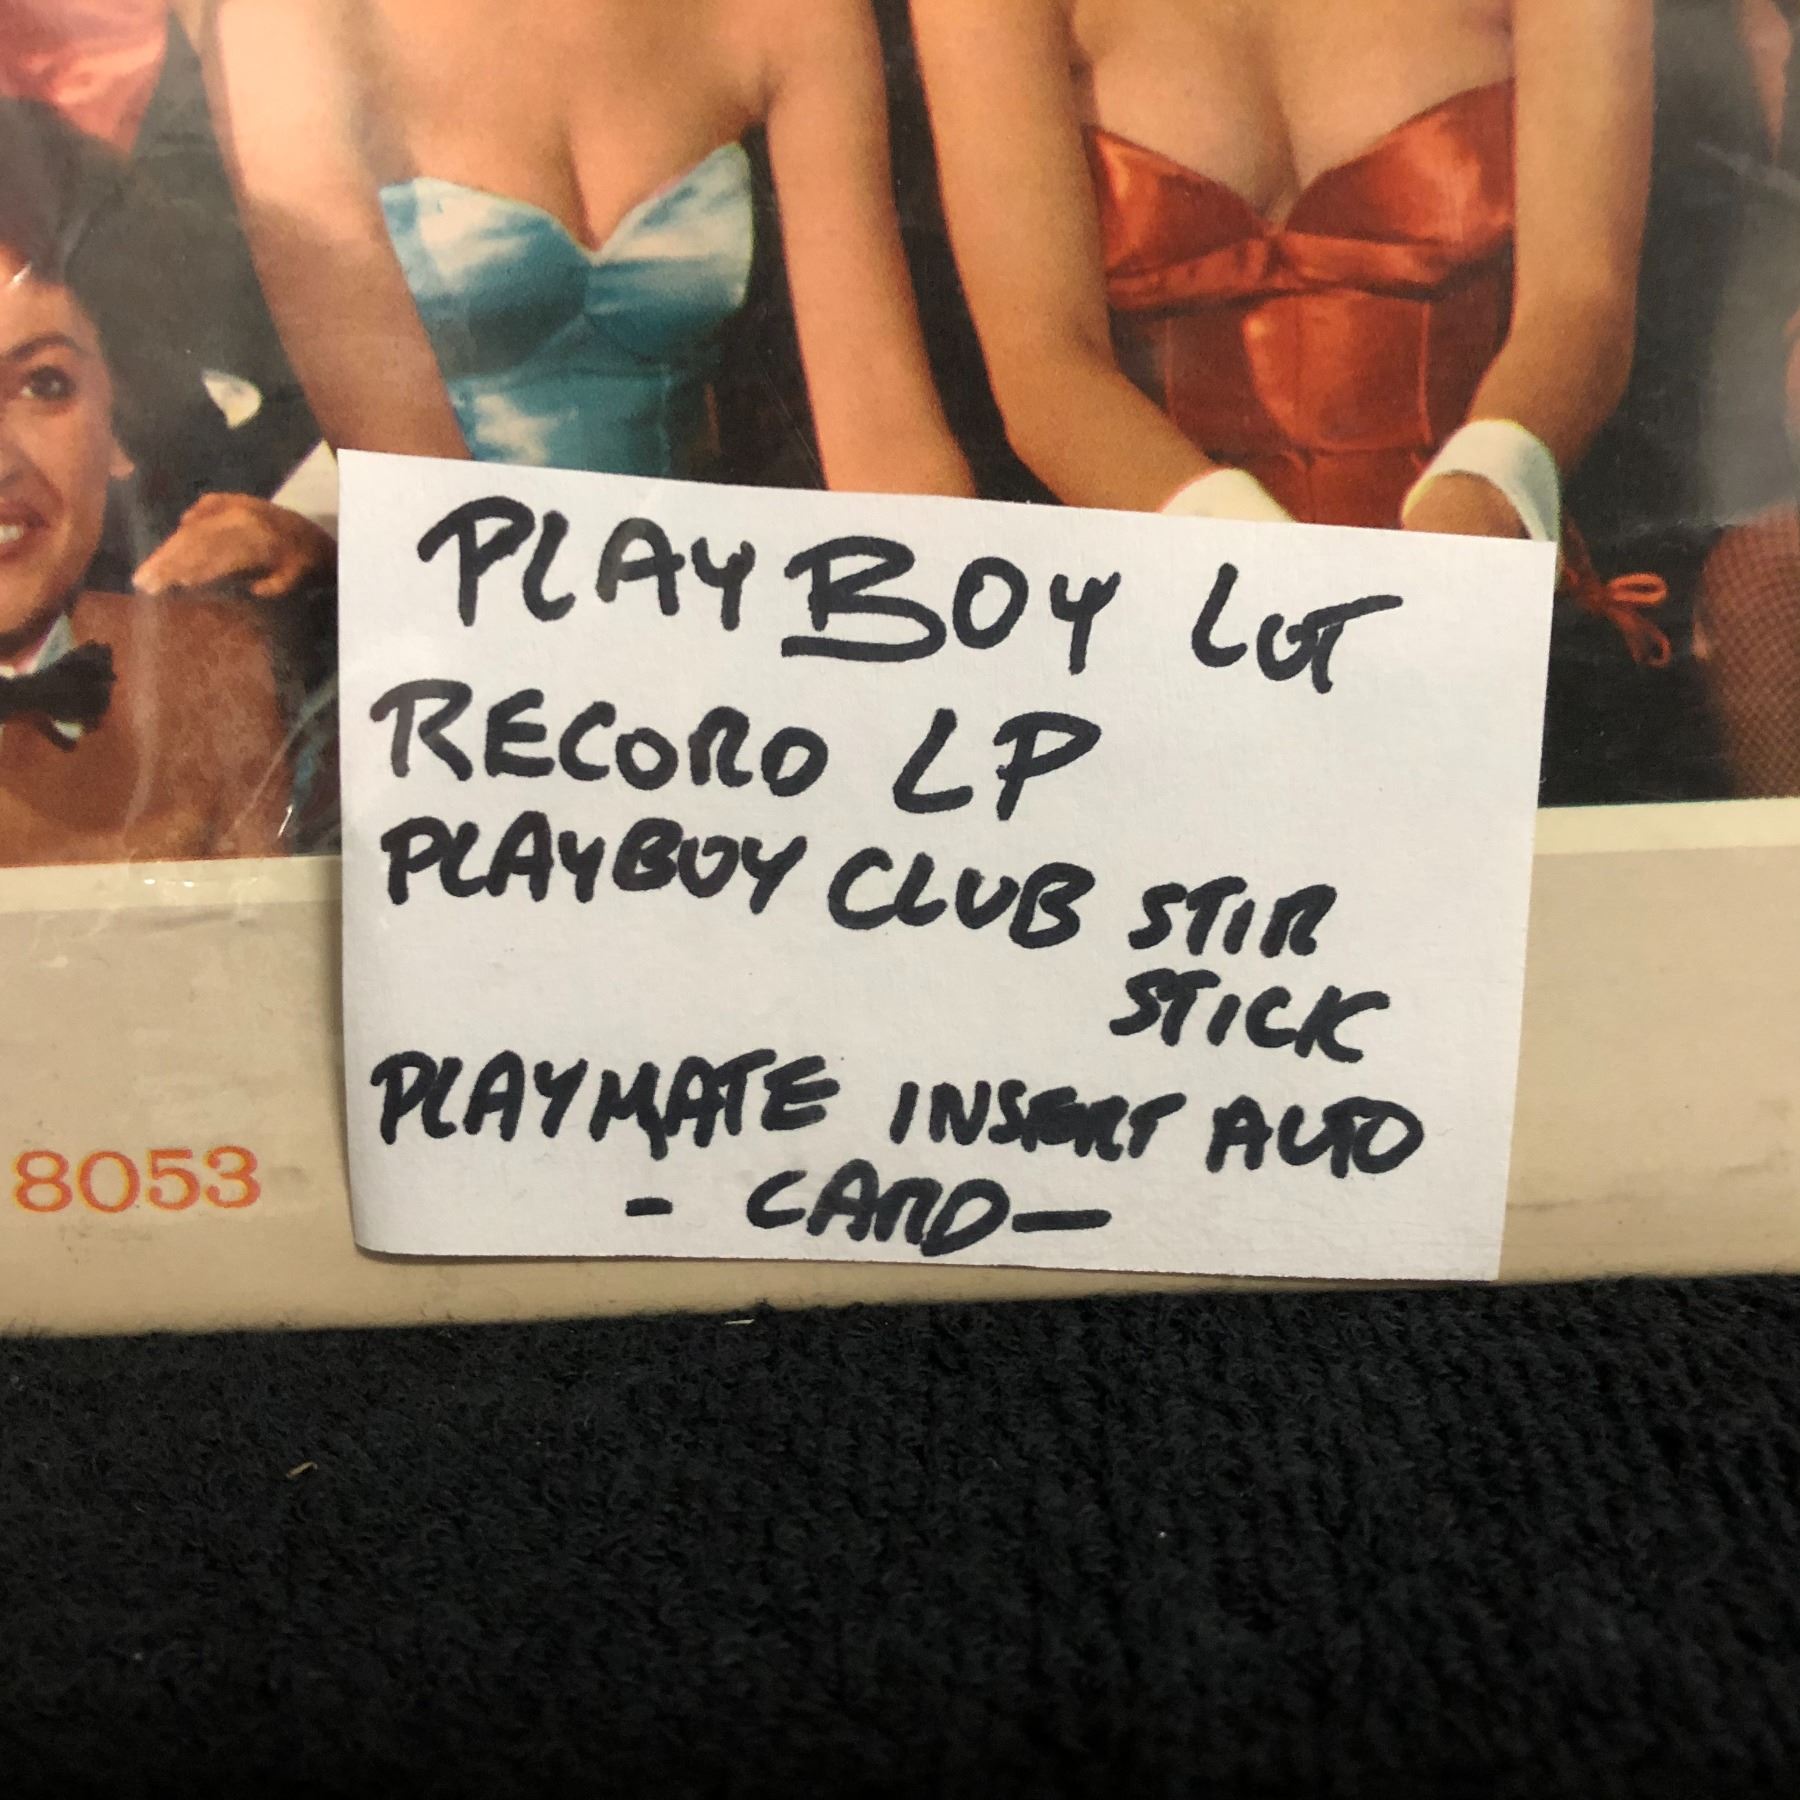 PLAYBOY LOT
RECORD LP
PLAYBOY CLUB STIR
STICK
PLAYMATE INSERT AUTO
- CARD -
8053